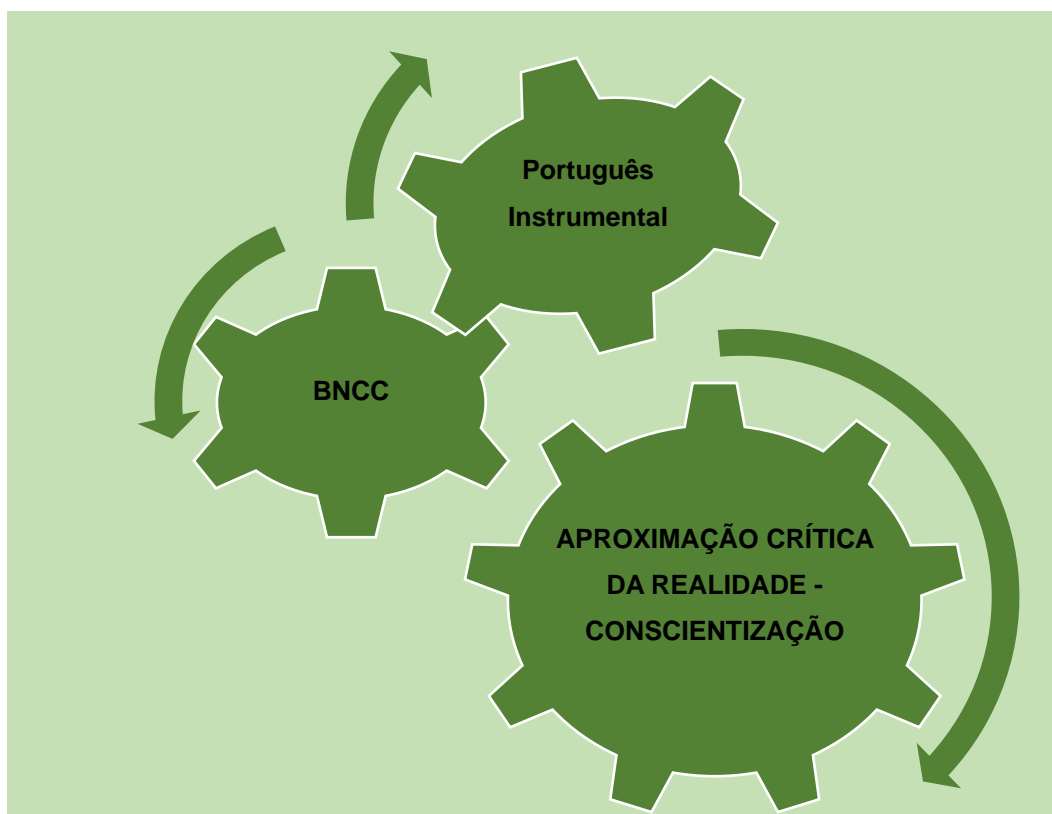 Português
Instrumental
BNCC
APROXIMAÇÃO CRÍTICA
DA REALIDADE -
CONSCIENTIZAÇÃO